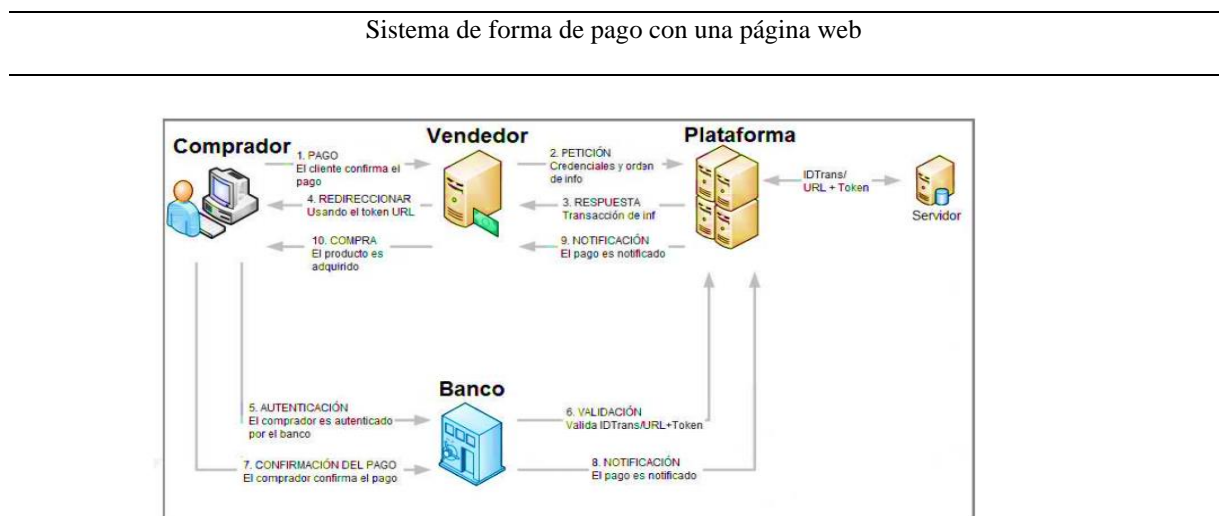 Sistema de forma de pago con una página web
Comprador
Vendedor
Plataforma
1. PAGO
El cliente confirma el
pago
2. PETICIÓN
Credenciales y ordan
de info
IDTrans/
URL + Token
Servidor
4. REDIRECCIONAR
Usando el token URL
3. RESPUESTA
Transacción de inf
10. COMPRA
El producto es
adquirido
9. NOTIFICACIÓN
El pago es notificado
Banco
5. AUTENTICACIÓN
El comprador es autenticado
por el banco
6. VALIDACIÓN
Valida IDTrans/URL+Token
7. CONFIRMACIÓN DEL PAGO
El comprador confirma el pago
8. NOTIFICACIÓN
El pago es notificado